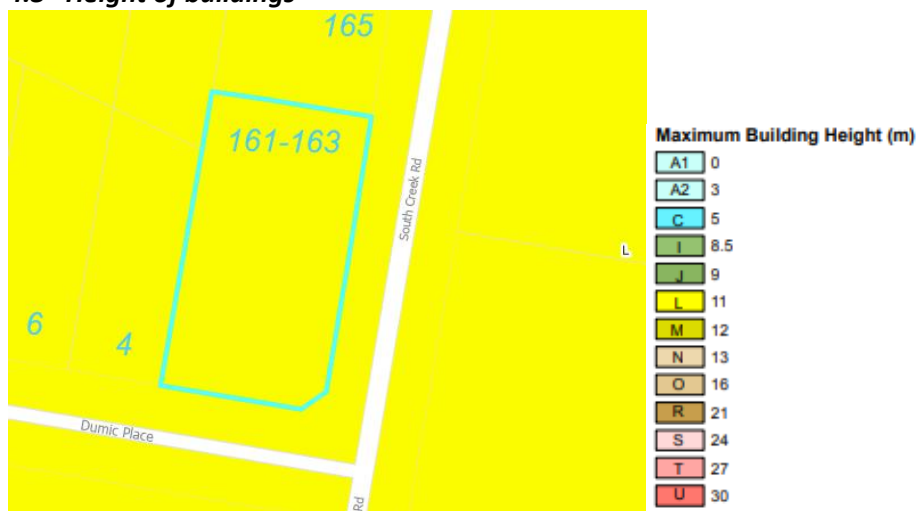 4.3 Height of buildings
165
161-163
South Creek Rd
L
6
4
Dumic Place
Rd
Maximum Building Height (m)
A1 0
A2 3
C 5
I 8.5
J 9
L 11
M 12
N 13
O 16
R 21
S 24
T 27
U 30